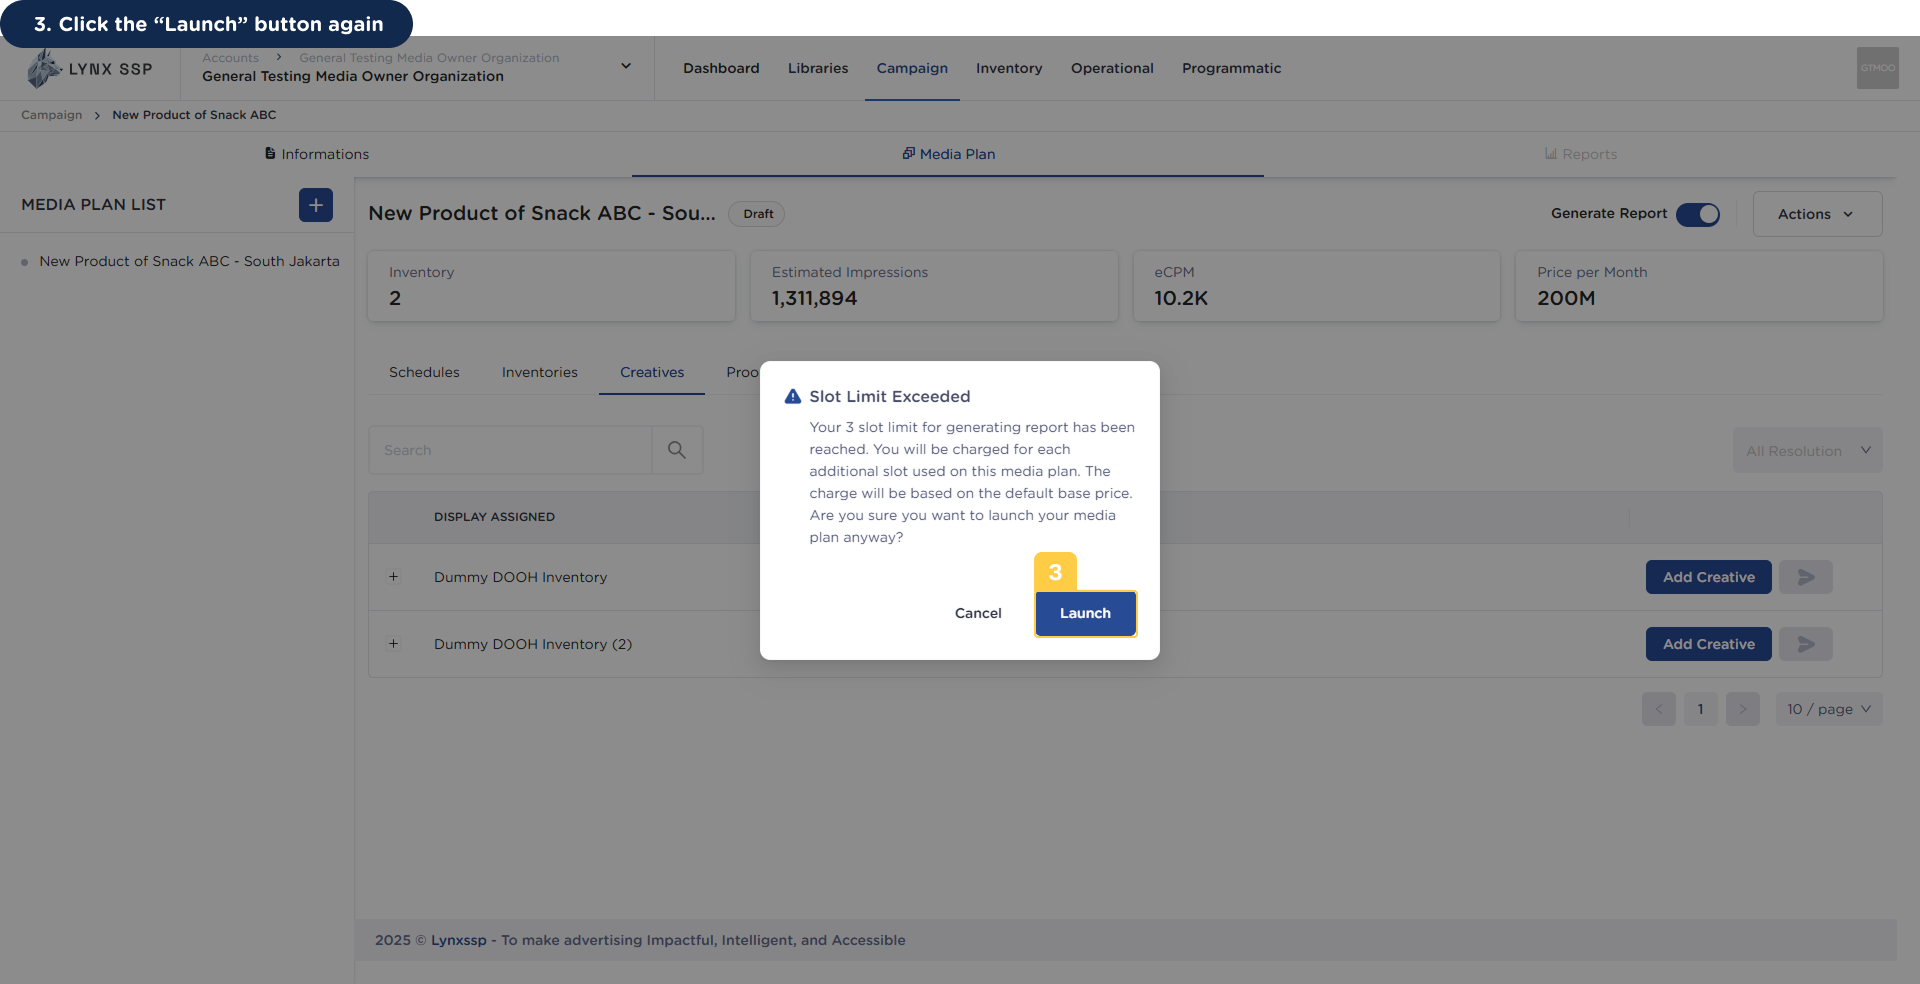 3. Click the “Launch” button again
LYNX SSP
Accounts > General Testing Media Owner Organization
General Testing Media Owner Organization
Dashboard
Libraries
Campaign
Inventory
Operational
Programmatic
GTMOO
Campaign > New Product of Snack ABC
Informations
Media Plan
Reports
MEDIA PLAN LIST
+
New Product of Snack ABC - South Jakarta
New Product of Snack ABC - Sou...
Draft
Generate Report
Actions
Inventory
2
Estimated Impressions
1,311,894
eCPM
10.2K
Price per Month
200M
Schedules
Inventories
Creatives
Proo
Search
All Resolution
DISPLAY ASSIGNED
+ Dummy DOOH Inventory
Add Creative
+ Dummy DOOH Inventory (2)
Add Creative
< 1 >
10 / page
Slot Limit Exceeded
Your 3 slot limit for generating report has been
reached. You will be charged for each
additional slot used on this media plan. The
charge will be based on the default base price.
Are you sure you want to launch your media
plan anyway?
3
Cancel
Launch
2025 © Lynxssp - To make advertising Impactful, Intelligent, and Accessible